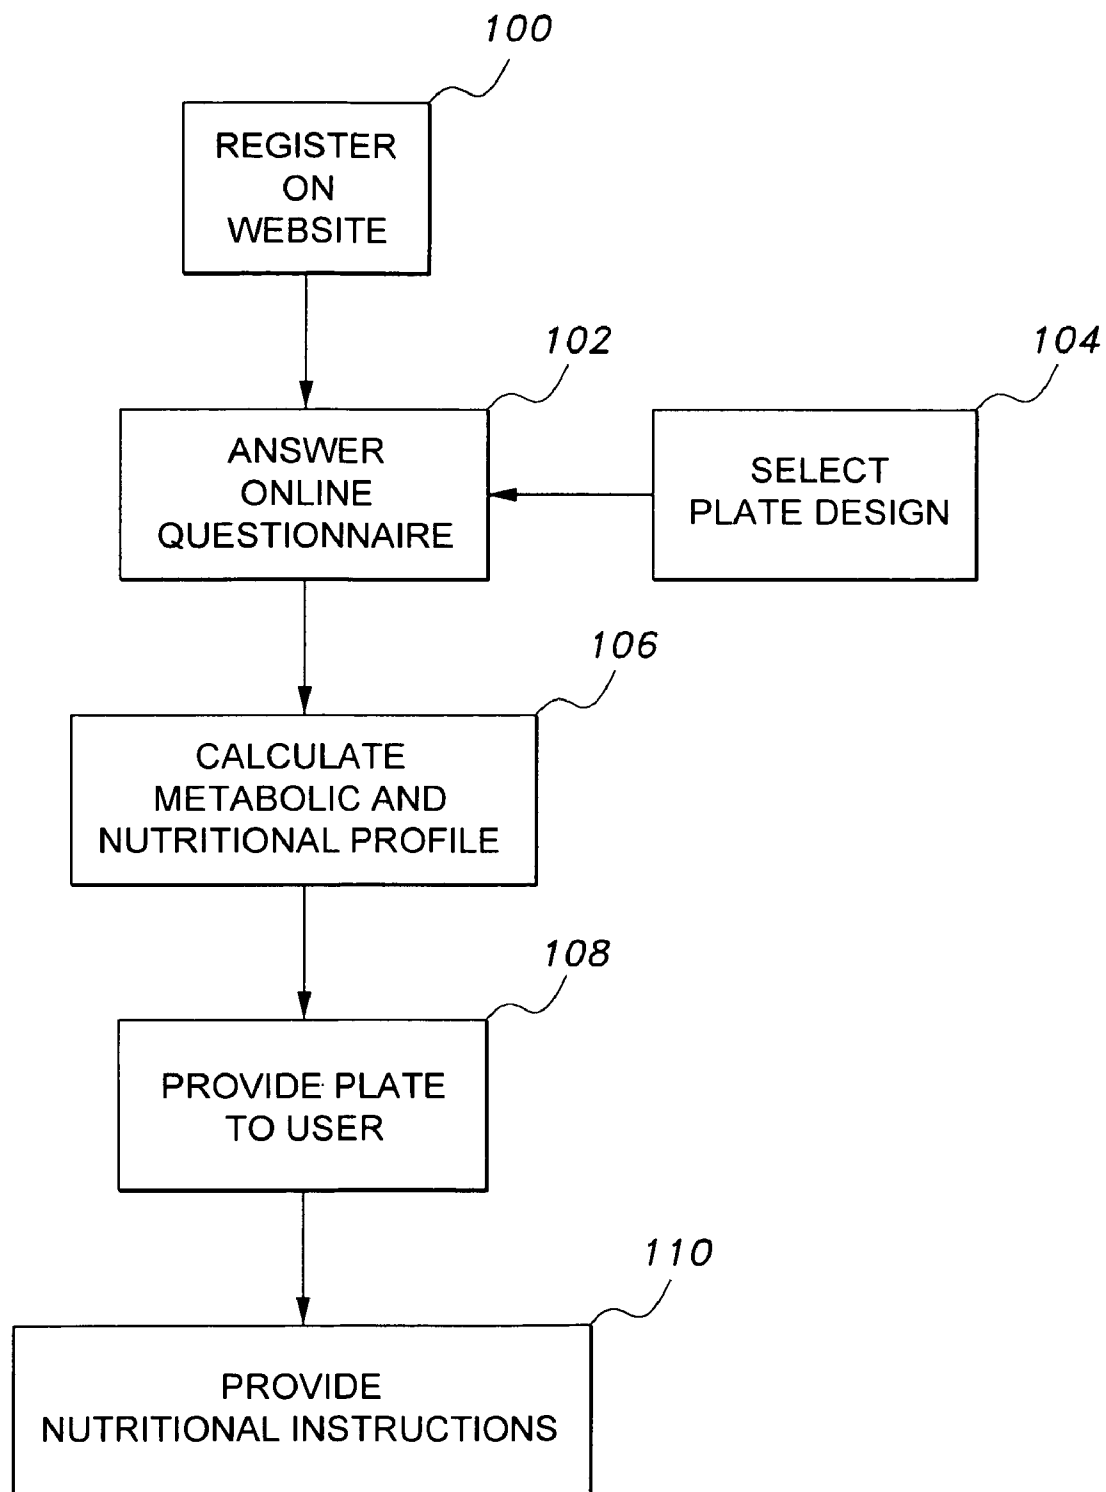 100
REGISTER
ON
WEBSITE
102
104
ANSWER
ONLINE
QUESTIONNAIRE
SELECT
PLATE DESIGN
106
CALCULATE
METABOLIC AND
NUTRITIONAL PROFILE
108
PROVIDE PLATE
TO USER
110
PROVIDE
NUTRITIONAL INSTRUCTIONS